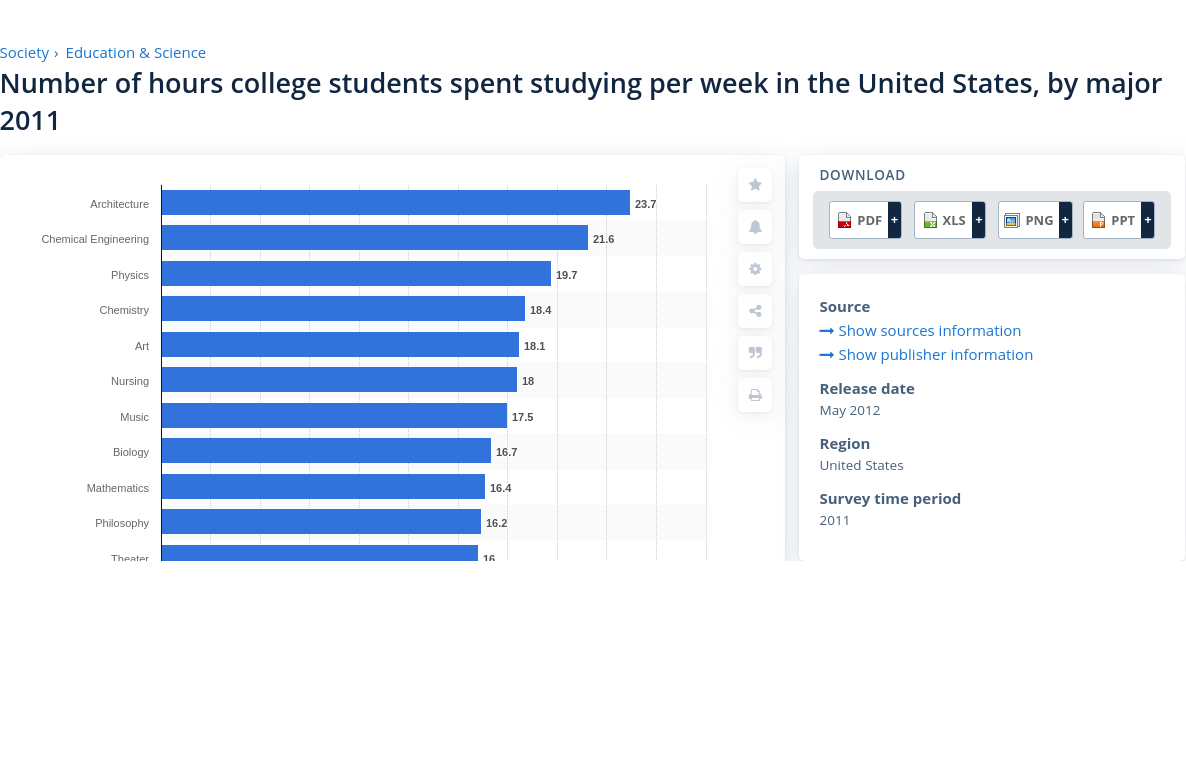 Society › Education & Science
Number of hours college students spent studying per week in the United States, by major
2011
Architecture 23.7
Chemical Engineering 21.6
Physics 19.7
Chemistry 18.4
Art 18.1
Nursing 18
Music 17.5
Biology 16.7
Mathematics 16.4
Philosophy 16.2
Theater 16
DOWNLOAD
PDF + XLS + PNG + PPT +
Source
Show sources information
Show publisher information
Release date
May 2012
Region
United States
Survey time period
2011